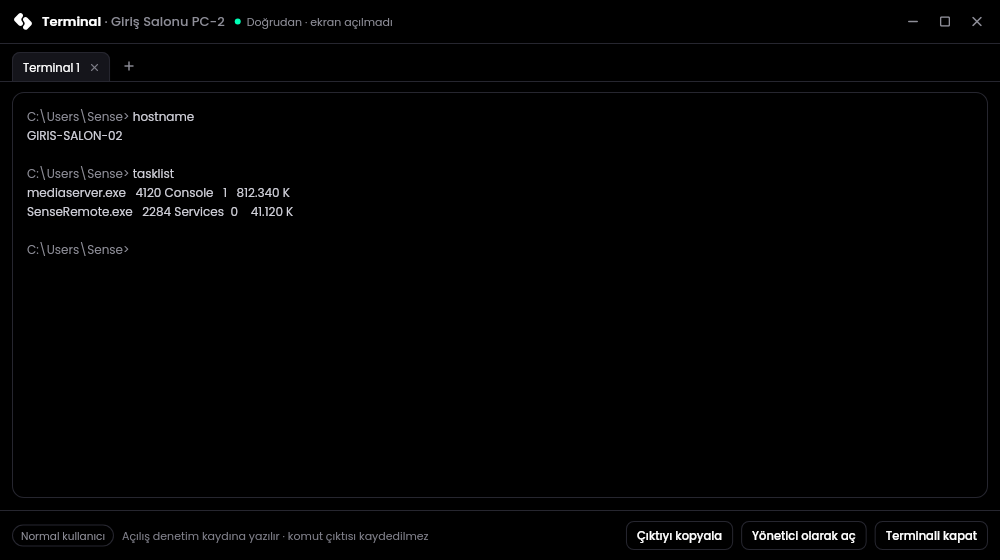 Terminal · Giriş Salonu PC-2 Doğrudan · ekran açılmadı
Terminal 1
C:\Users\Sense> hostname
GIRIS-SALON-02
C:\Users\Sense> tasklist
mediaserver.exe 4120 Console 1 812.340 K
SenseRemote.exe 2284 Services 0 41.120 K
C:\Users\Sense>
Normal kullanıcı Açılış denetim kaydına yazılır · komut çıktısı kaydedilmez Çıktıyı kopyala Yönetici olarak aç Terminali kapat